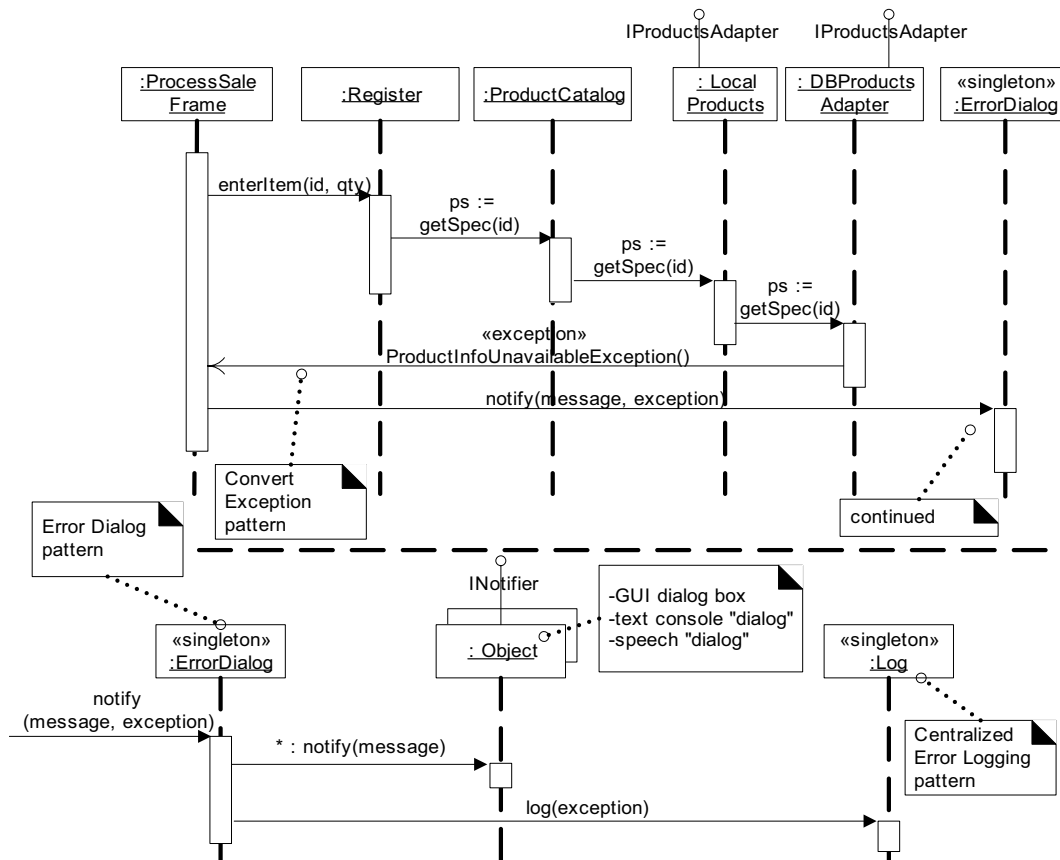 IProductsAdapter
IProductsAdapter
:ProcessSale
Frame
:Register
:ProductCatalog
: Local
Products
: DBProducts
Adapter
«singleton»
:ErrorDialog
enterItem(id, qty)
ps :=
getSpec(id)
ps :=
getSpec(id)
ps :=
getSpec(id)
«exception»
ProductInfoUnavailableException()
notify(message, exception)
Convert
Exception
pattern
continued
Error Dialog
pattern
INotifier
-GUI dialog box
-text console "dialog"
-speech "dialog"
«singleton»
:ErrorDialog
: Object
«singleton»
:Log
notify
(message, exception)
* : notify(message)
Centralized
Error Logging
pattern
log(exception)